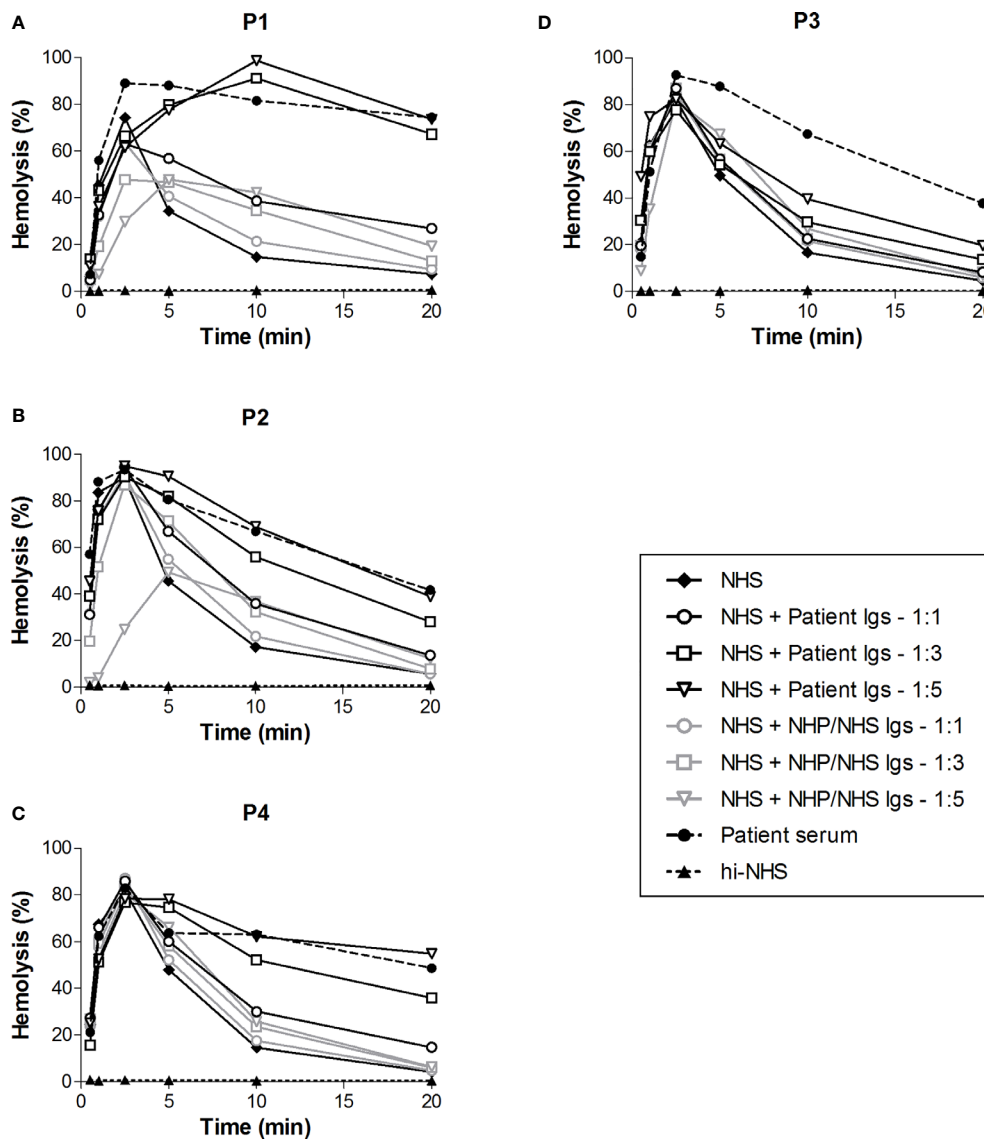 A
P1
Hemolysis (%)
100
80
60
40
20
0
0 5 10 15 20
Time (min)
D
P3
Hemolysis (%)
100
80
60
40
20
0
0 5 10 15 20
Time (min)
B
P2
Hemolysis (%)
100
80
60
40
20
0
0 5 10 15 20
Time (min)
C
P4
Hemolysis (%)
100
80
60
40
20
0
0 5 10 15 20
Time (min)
NHS
NHS + Patient Igs - 1:1
NHS + Patient Igs - 1:3
NHS + Patient Igs - 1:5
NHS + NHP/NHS Igs - 1:1
NHS + NHP/NHS Igs - 1:3
NHS + NHP/NHS Igs - 1:5
Patient serum
hi-NHS